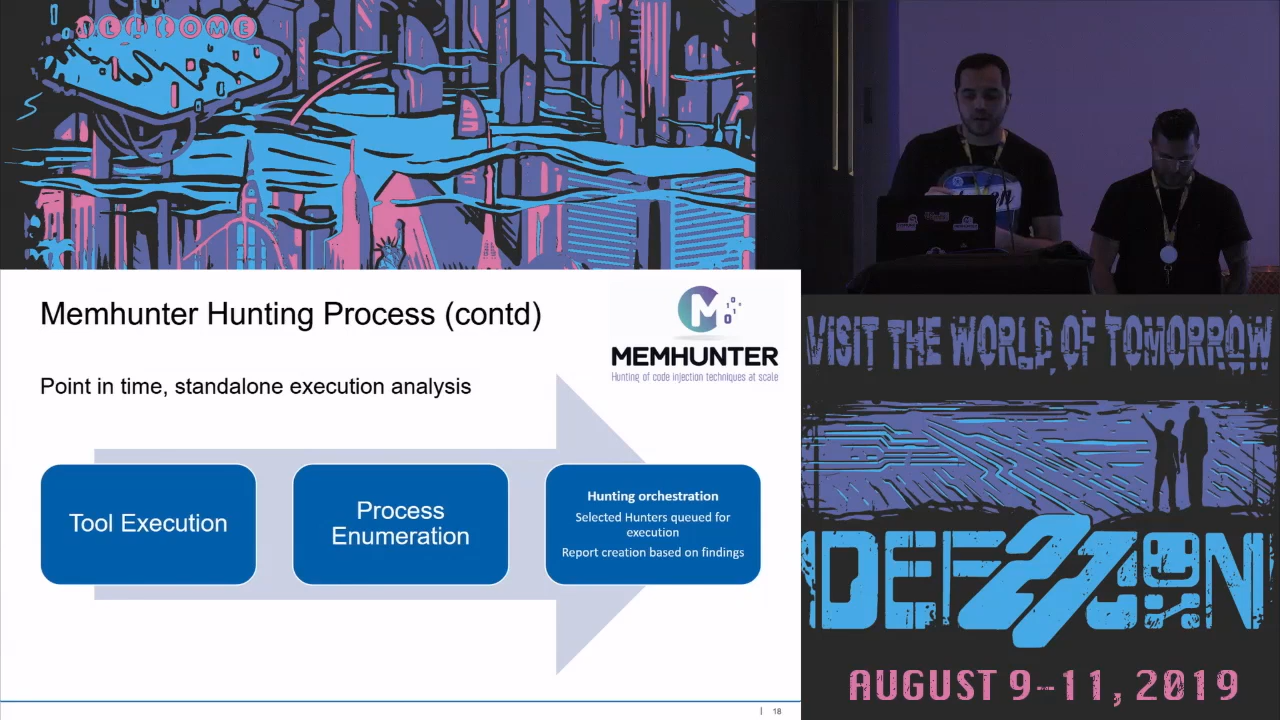 WELCOME
Memhunter Hunting Process (contd)
M
MEMHUNTER
Hunting of code injection techniques at scale
Point in time, standalone execution analysis
Tool Execution
Process
Enumeration
Hunting orchestration
Selected Hunters queued for
execution
Report creation based on findings
18
VISIT THE WORLD OF TOMORROW
DEF27CON
AUGUST 9-11, 2019